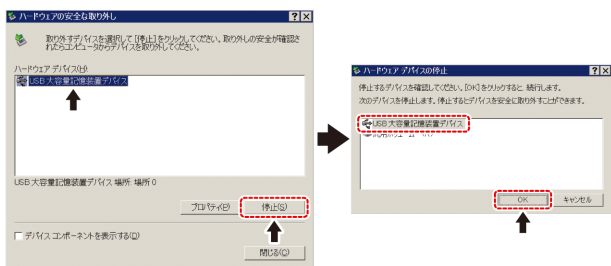 ハードウェアの安全な取り外し
取り外すデバイスを選択して [停止] をクリックしてください。取り外しの安全が確認さ
れたらコンピュータからデバイスを取り外してください。
ハードウェア デバイス(H):
USB 大容量記憶装置デバイス
USB 大容量記憶装置デバイス 場所 場所 0
プロパティ(P)
停止(S)
デバイス コンポーネントを表示する(D)
閉じる(C)
ハードウェア デバイスの停止
停止するデバイスを確認してください。[OK] をクリックすると、続行します。
次のデバイスを停止します。停止するとデバイスを安全に取り外すことができます。
USB 大容量記憶装置デバイス
OK
キャンセル